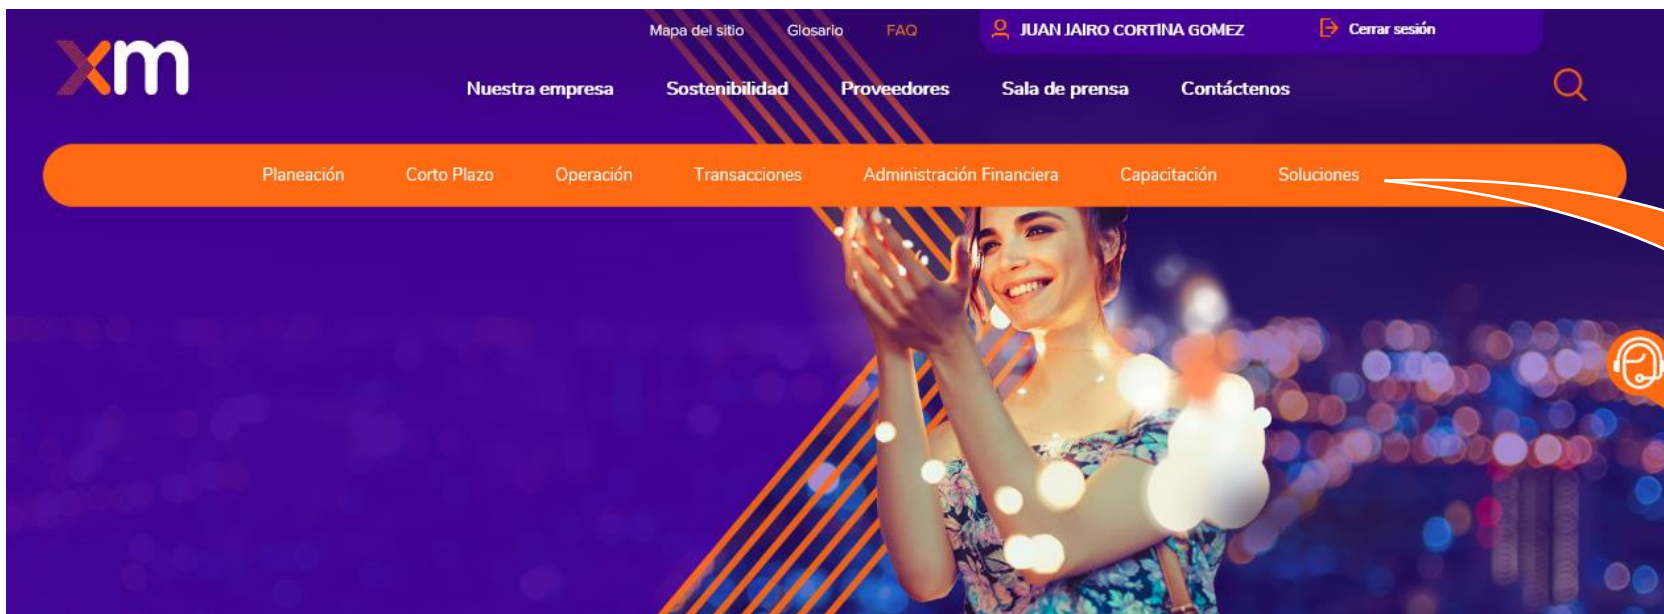 Mapa del sitio Glosario FAQ JUAN JAIRO CORTINA GOMEZ Cerrar sesión
xm
Nuestra empresa Sostenibilidad Proveedores Sala de prensa Contáctenos
Planeación Corto Plazo Operación Transacciones Administración Financiera Capacitación Soluciones